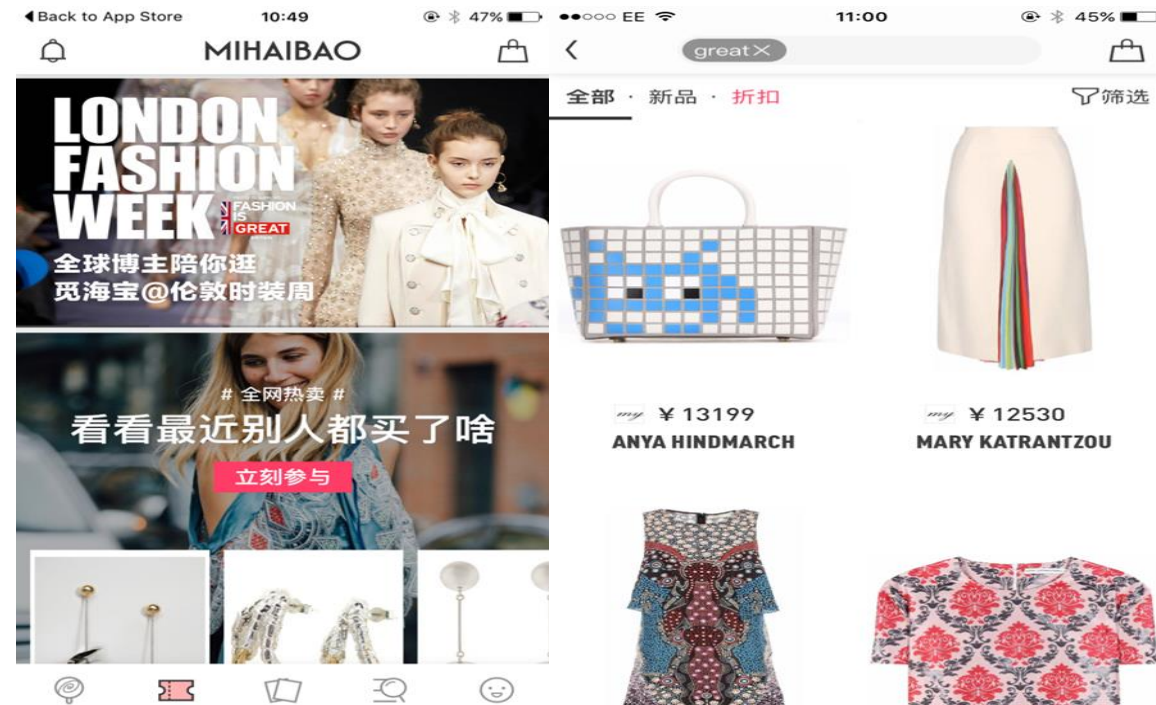 Back to App Store
10:49
47%
MIHAIBAO
LONDON
FASHION
WEEK
FASHION
IS
GREAT
全球博主陪你逛
觅海宝@伦敦时装周
# 全网热卖 #
看看最近别人都买了啥
立刻参与
EE
11:00
45%
great
全部 · 新品 · 折扣
筛选
my ¥ 13199
ANYA HINDMARCH
my ¥ 12530
MARY KATRANTZOU